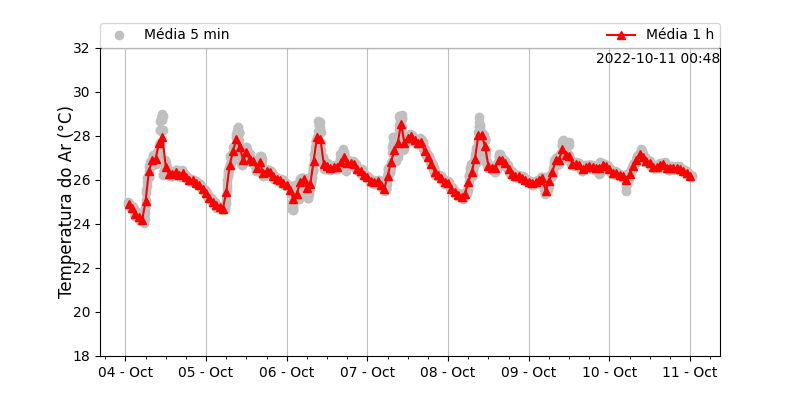 Média 5 min
Média 1 h
2022-10-11 00:48
Temperatura do Ar (°C)
32
30
28
26
24
22
20
18
04 - Oct
05 - Oct
06 - Oct
07 - Oct
08 - Oct
09 - Oct
10 - Oct
11 - Oct